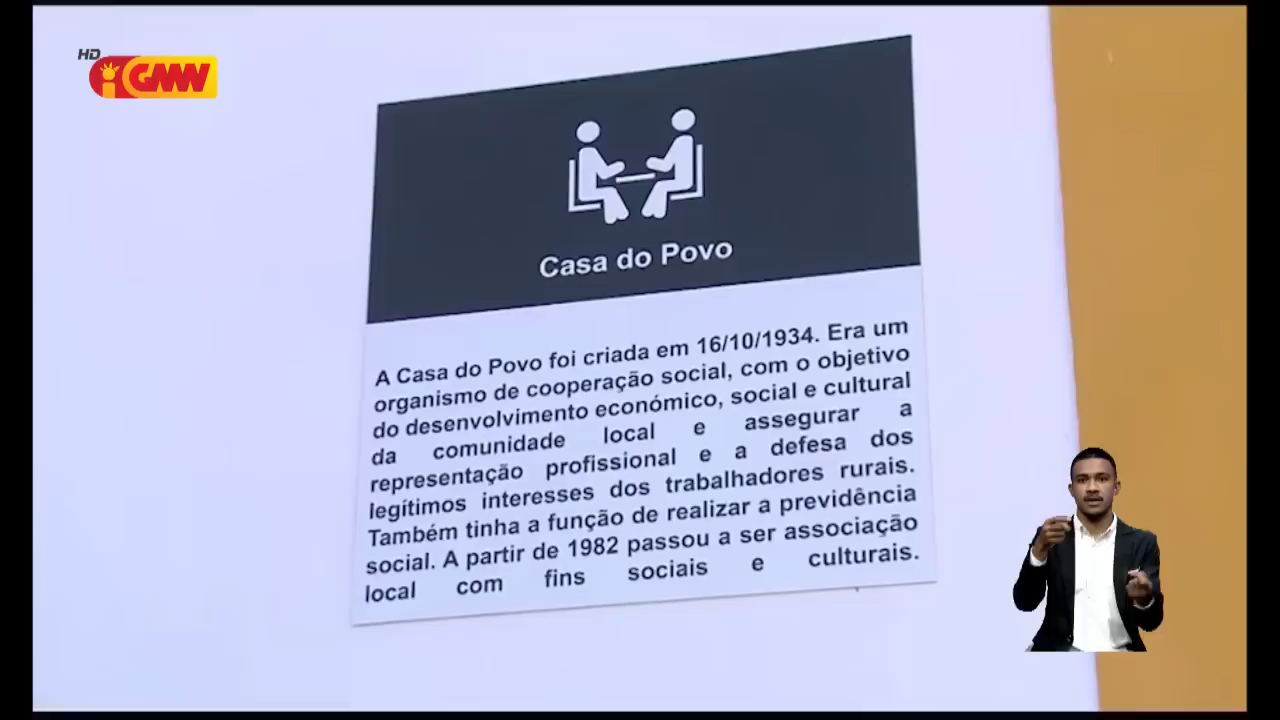 HD
GMN
Casa do Povo
A Casa do Povo foi criada em 16/10/1934. Era um
organismo de cooperação social, com o objetivo
do desenvolvimento económico, social e cultural
da comunidade local e assegurar a
representação profissional e a defesa dos
legítimos interesses dos trabalhadores rurais.
Também tinha a função de realizar a previdência
social. A partir de 1982 passou a ser associação
local com fins sociais e culturais.